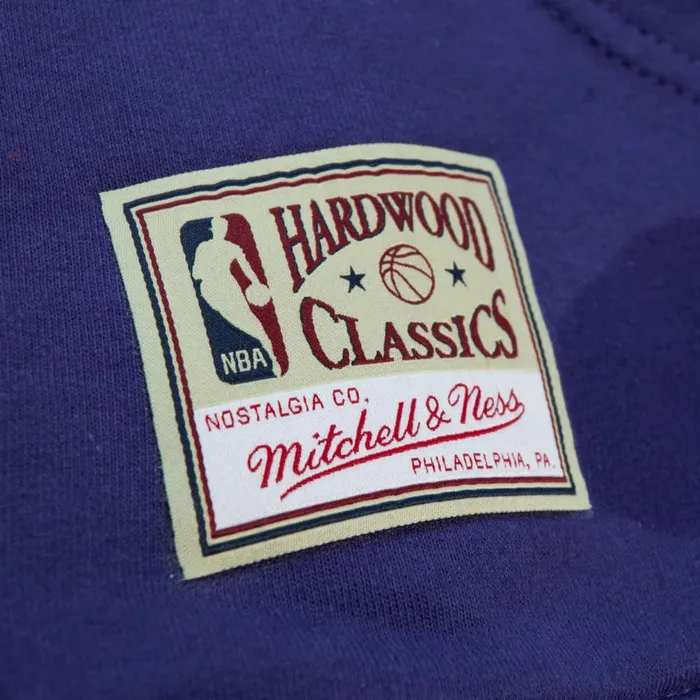 HARDWOOD
CLASSICS
NBA
NOSTALGIA CO.
Mitchell & Ness
PHILADELPHIA, PA.